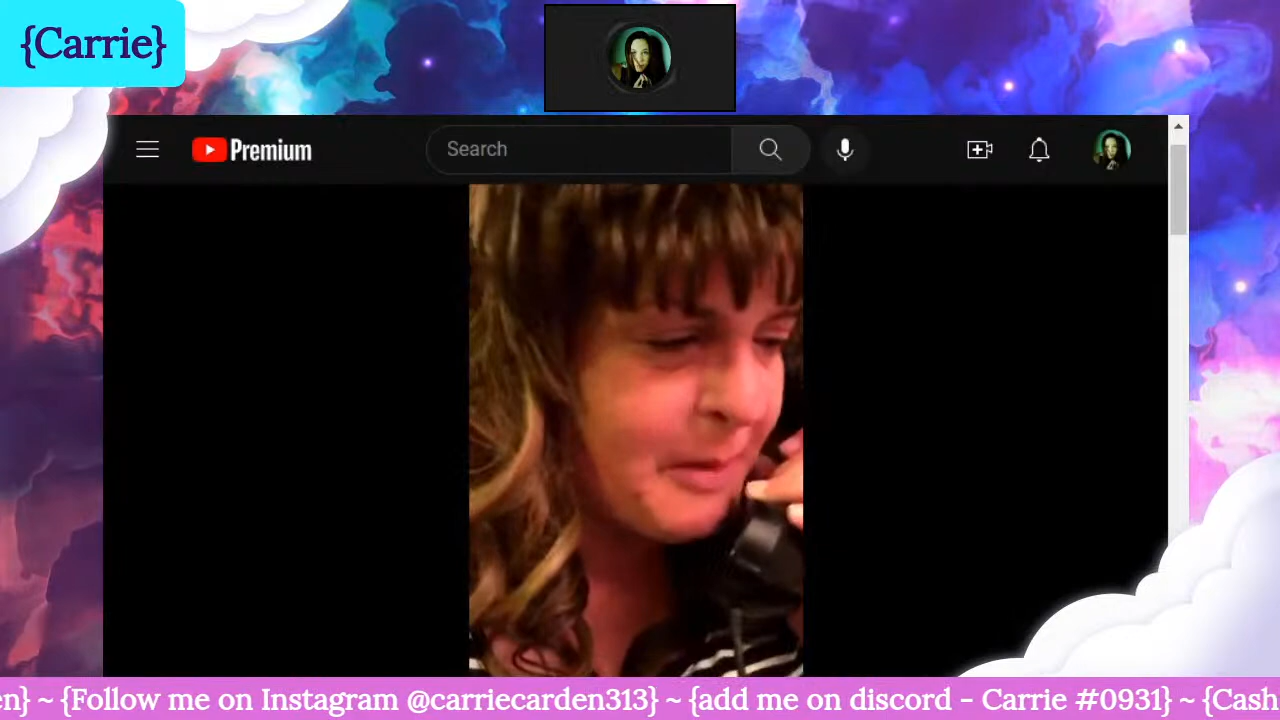 {Carrie}
Premium
Search
en} ~ {Follow me on Instagram @carriecarden313} ~ {add me on discord - Carrie #0931} ~ {Cash